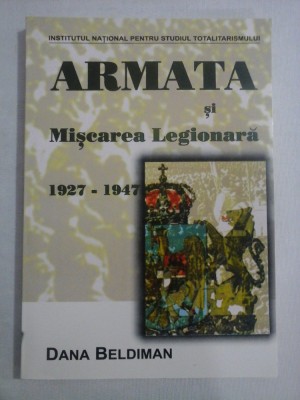 INSTITUTUL NAȚIONAL PENTRU STUDIUL TOTALITARISMULUI
ARMATA
și
Mișcarea Legionară
1927 - 1947
DANA BELDIMAN